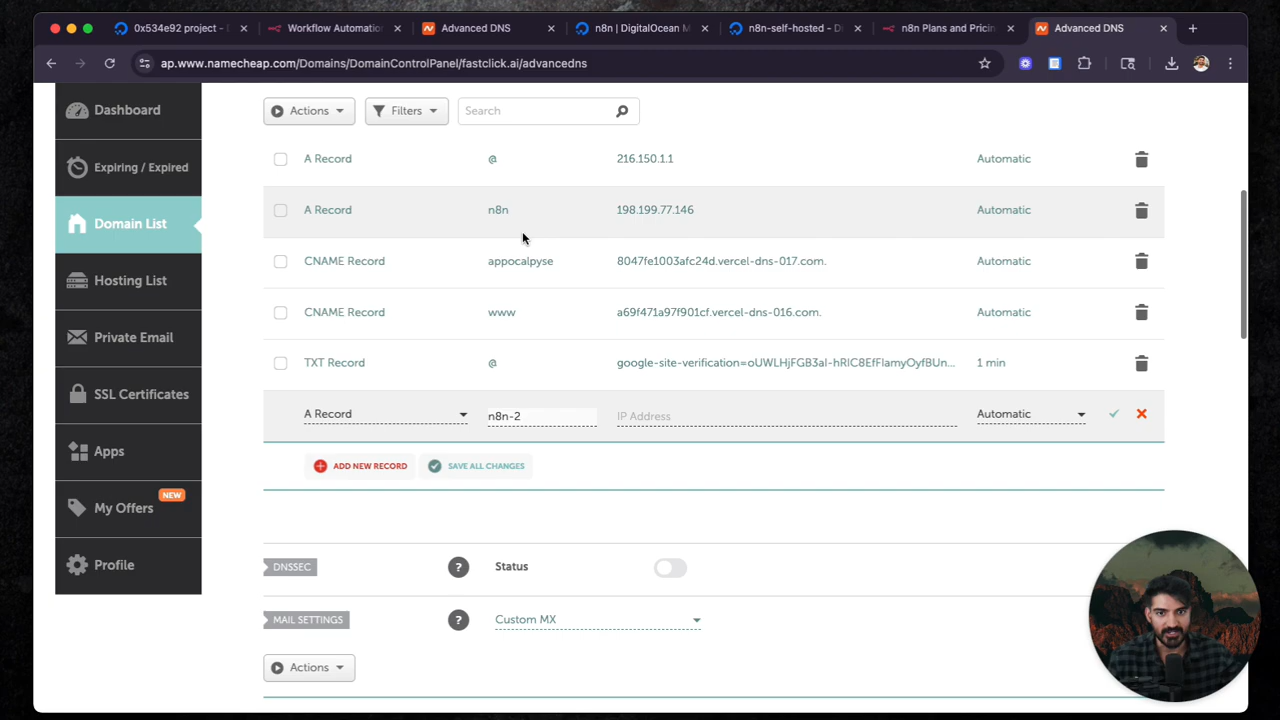 0x534e92 project -
Workflow Automation
Advanced DNS
n8n | DigitalOcean M
n8n-self-hosted - Di
n8n Plans and Pricin
Advanced DNS
ap.www.namecheap.com/Domains/DomainControlPanel/fastclick.ai/advancedns
Dashboard
Expiring / Expired
Domain List
Hosting List
Private Email
SSL Certificates
Apps
My Offers
NEW
Profile
Actions
Filters
Search
A Record @ 216.150.1.1 Automatic
A Record n8n 198.199.77.146 Automatic
CNAME Record appocalpyse 8047fe1003afc24d.vercel-dns-017.com. Automatic
CNAME Record www a69f471a97f901cf.vercel-dns-016.com. Automatic
TXT Record @ google-site-verification=oUWLHjFGB3al-hRIC8EfFlamyOyfBUn... 1 min
A Record n8n-2 IP Address Automatic
ADD NEW RECORD
SAVE ALL CHANGES
DNSSEC ? Status
MAIL SETTINGS ? Custom MX
Actions